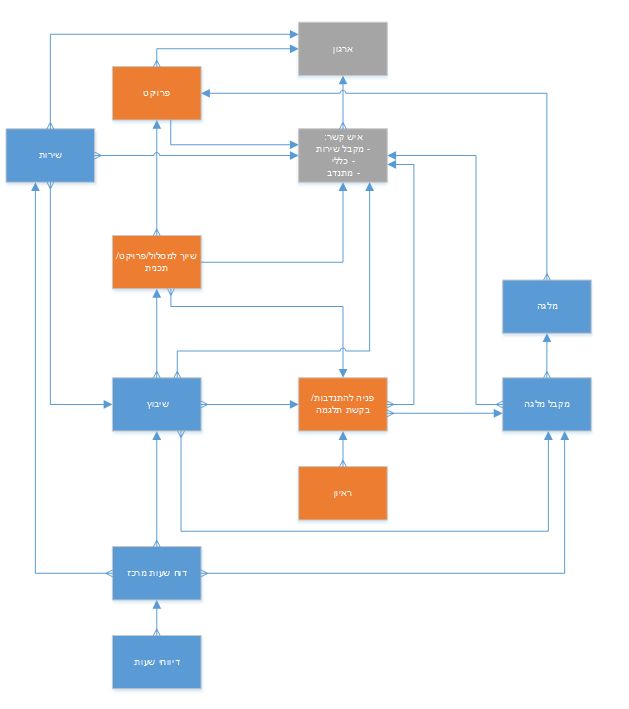 ארגון
פרויקט
איש קשר:
- מקבל שירות
- כללי
- מתנדב
שירות
שיוך למסלול/פרויקט/
תכנית
מלגה
שיבוץ
פניה להתנדבות/
בקשת תלגמה
מקבל מלגה
ראיון
דוח שעות מרכז
דיווחי שעות